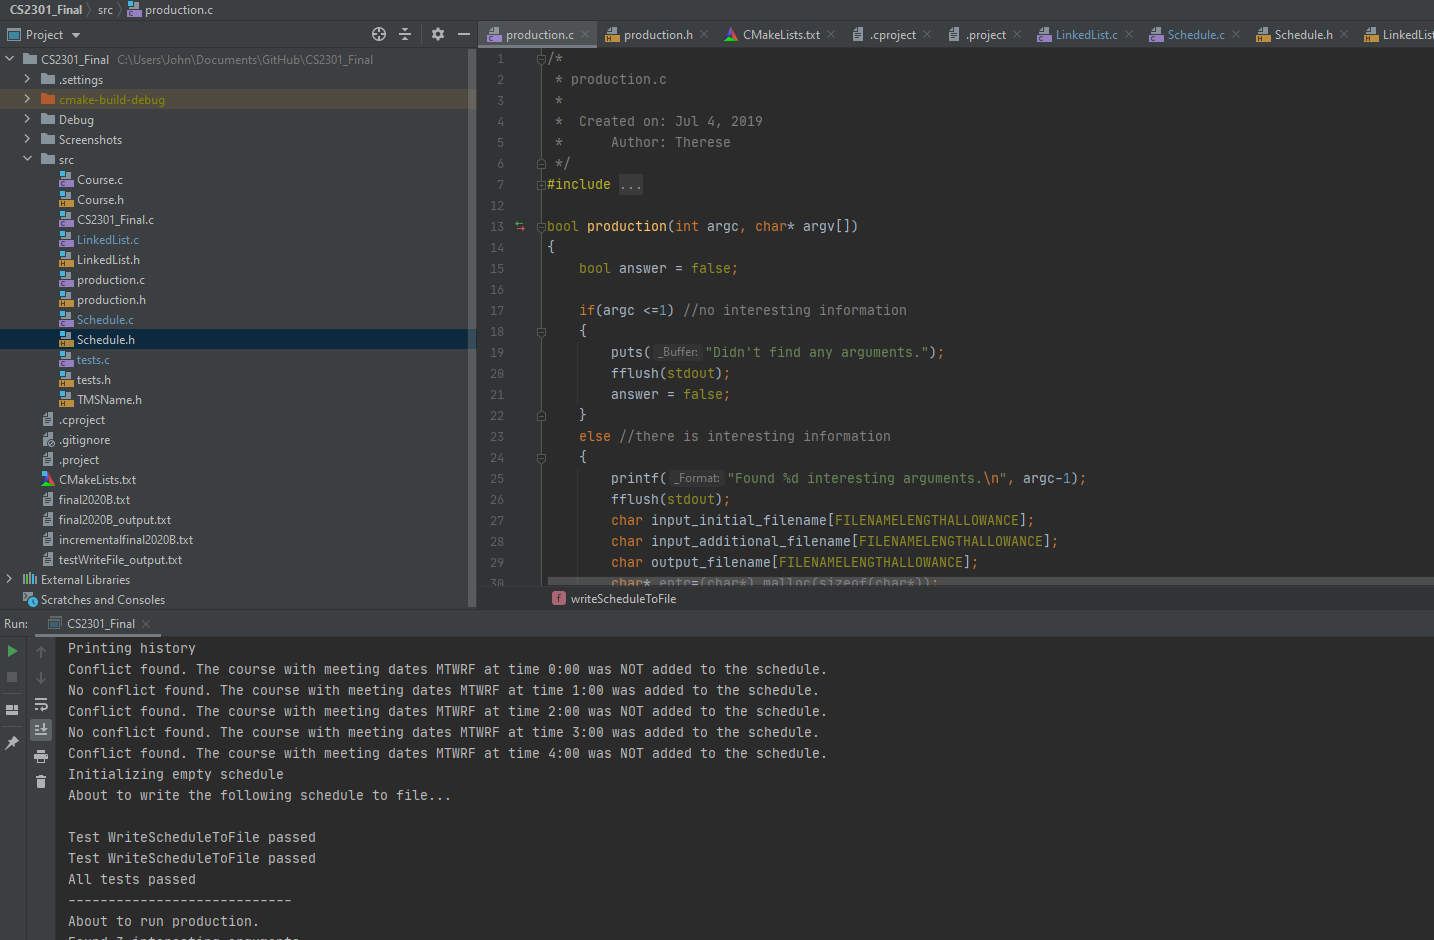 CS2301_Final src production.c
Project
production.c production.h CMakeLists.txt .cproject .project LinkedList.c Schedule.c Schedule.h LinkedList
CS2301_Final C:\Users\John\Documents\GitHub\CS2301_Final
.settings
cmake-build-debug
Debug
Screenshots
src
Course.c
Course.h
CS2301_Final.c
LinkedList.c
LinkedList.h
production.c
production.h
Schedule.c
Schedule.h
tests.c
tests.h
TMSName.h
.cproject
.gitignore
.project
CMakeLists.txt
final2020B.txt
final2020B_output.txt
incrementalfinal2020B.txt
testWriteFile_output.txt
External Libraries
Scratches and Consoles
1 /*
2 * production.c
3 *
4 * Created on: Jul 4, 2019
5 * Author: Therese
6 */
7 #include ...
12
13 bool production(int argc, char* argv[])
14 {
15 bool answer = false;
16
17 if(argc <=1) //no interesting information
18 {
19 puts( _Buffer: "Didn't find any arguments.");
20 fflush(stdout);
21 answer = false;
22 }
23 else //there is interesting information
24 {
25 printf( _Format: "Found %d interesting arguments.\n", argc-1);
26 fflush(stdout);
27 char input_initial_filename[FILENAMELENGTHALLOWANCE];
28 char input_additional_filename[FILENAMELENGTHALLOWANCE];
29 char output_filename[FILENAMELENGTHALLOWANCE];
30 char* eptr=(char*) malloc(sizeof(char*));
f writeScheduleToFile
Run: CS2301_Final
Printing history
Conflict found. The course with meeting dates MTWRF at time 0:00 was NOT added to the schedule.
No conflict found. The course with meeting dates MTWRF at time 1:00 was added to the schedule.
Conflict found. The course with meeting dates MTWRF at time 2:00 was NOT added to the schedule.
No conflict found. The course with meeting dates MTWRF at time 3:00 was added to the schedule.
Conflict found. The course with meeting dates MTWRF at time 4:00 was NOT added to the schedule.
Initializing empty schedule
About to write the following schedule to file...
Test WriteScheduleToFile passed
Test WriteScheduleToFile passed
All tests passed
----------------------------
About to run production.
Found 3 interesting arguments.